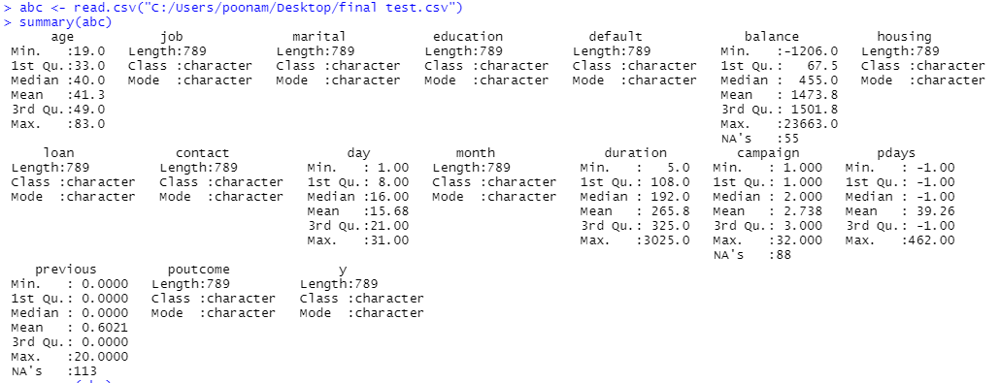 > abc <- read.csv("C:/Users/poonam/Desktop/final test.csv")
> summary(abc)
      age            job              marital           education           default             balance          housing
 Min.   :19.0   Length:789         Length:789         Length:789         Length:789         Min.   :-1206.0   Length:789
 1st Qu.:33.0   Class :character   Class :character   Class :character   Class :character   1st Qu.:   67.5   Class :character
 Median :40.0   Mode  :character   Mode  :character   Mode  :character   Mode  :character   Median :  455.0   Mode  :character
 Mean   :41.3                                                                               Mean   : 1473.8
 3rd Qu.:49.0                                                                               3rd Qu.: 1501.8
 Max.   :83.0                                                                               Max.   :23663.0
                                                                                            NA's   :55
     loan             contact               day           month              duration         campaign          pdays
 Length:789         Length:789         Min.   : 1.00   Length:789         Min.   :   5.0   Min.   : 1.000   Min.   : -1.00
 Class :character   Class :character   1st Qu.: 8.00   Class :character   1st Qu.: 108.0   1st Qu.: 1.000   1st Qu.: -1.00
 Mode  :character   Mode  :character   Median :16.00   Mode  :character   Median : 192.0   Median : 2.000   Median : -1.00
                                       Mean   :15.68                      Mean   : 265.8   Mean   : 2.738   Mean   : 39.26
                                       3rd Qu.:21.00                      3rd Qu.: 325.0   3rd Qu.: 3.000   3rd Qu.: -1.00
                                       Max.   :31.00                      Max.   :3025.0   Max.   :32.000   Max.   :462.00
                                                                                           NA's   :88
    previous         poutcome              y
 Min.   : 0.0000   Length:789         Length:789
 1st Qu.: 0.0000   Class :character   Class :character
 Median : 0.0000   Mode  :character   Mode  :character
 Mean   : 0.6021
 3rd Qu.: 0.0000
 Max.   :20.0000
 NA's   :113